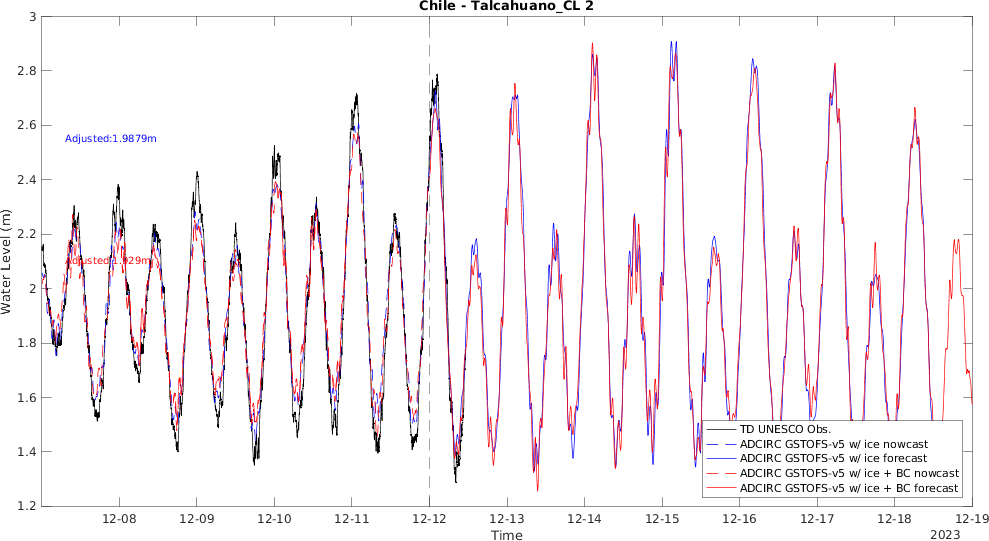 Chile - Talcahuano_CL 2
3
2.8
2.6
2.4
2.2
2
1.8
1.6
1.4
1.2
Water Level (m)
Adjusted:1.9879m
Adjusted:1.929m
TD UNESCO Obs.
ADCIRC GSTOFS-v5 w/ ice nowcast
ADCIRC GSTOFS-v5 w/ ice forecast
ADCIRC GSTOFS-v5 w/ ice + BC nowcast
ADCIRC GSTOFS-v5 w/ ice + BC forecast
12-08 12-09 12-10 12-11 12-12 12-13 12-14 12-15 12-16 12-17 12-18 12-19
Time
2023